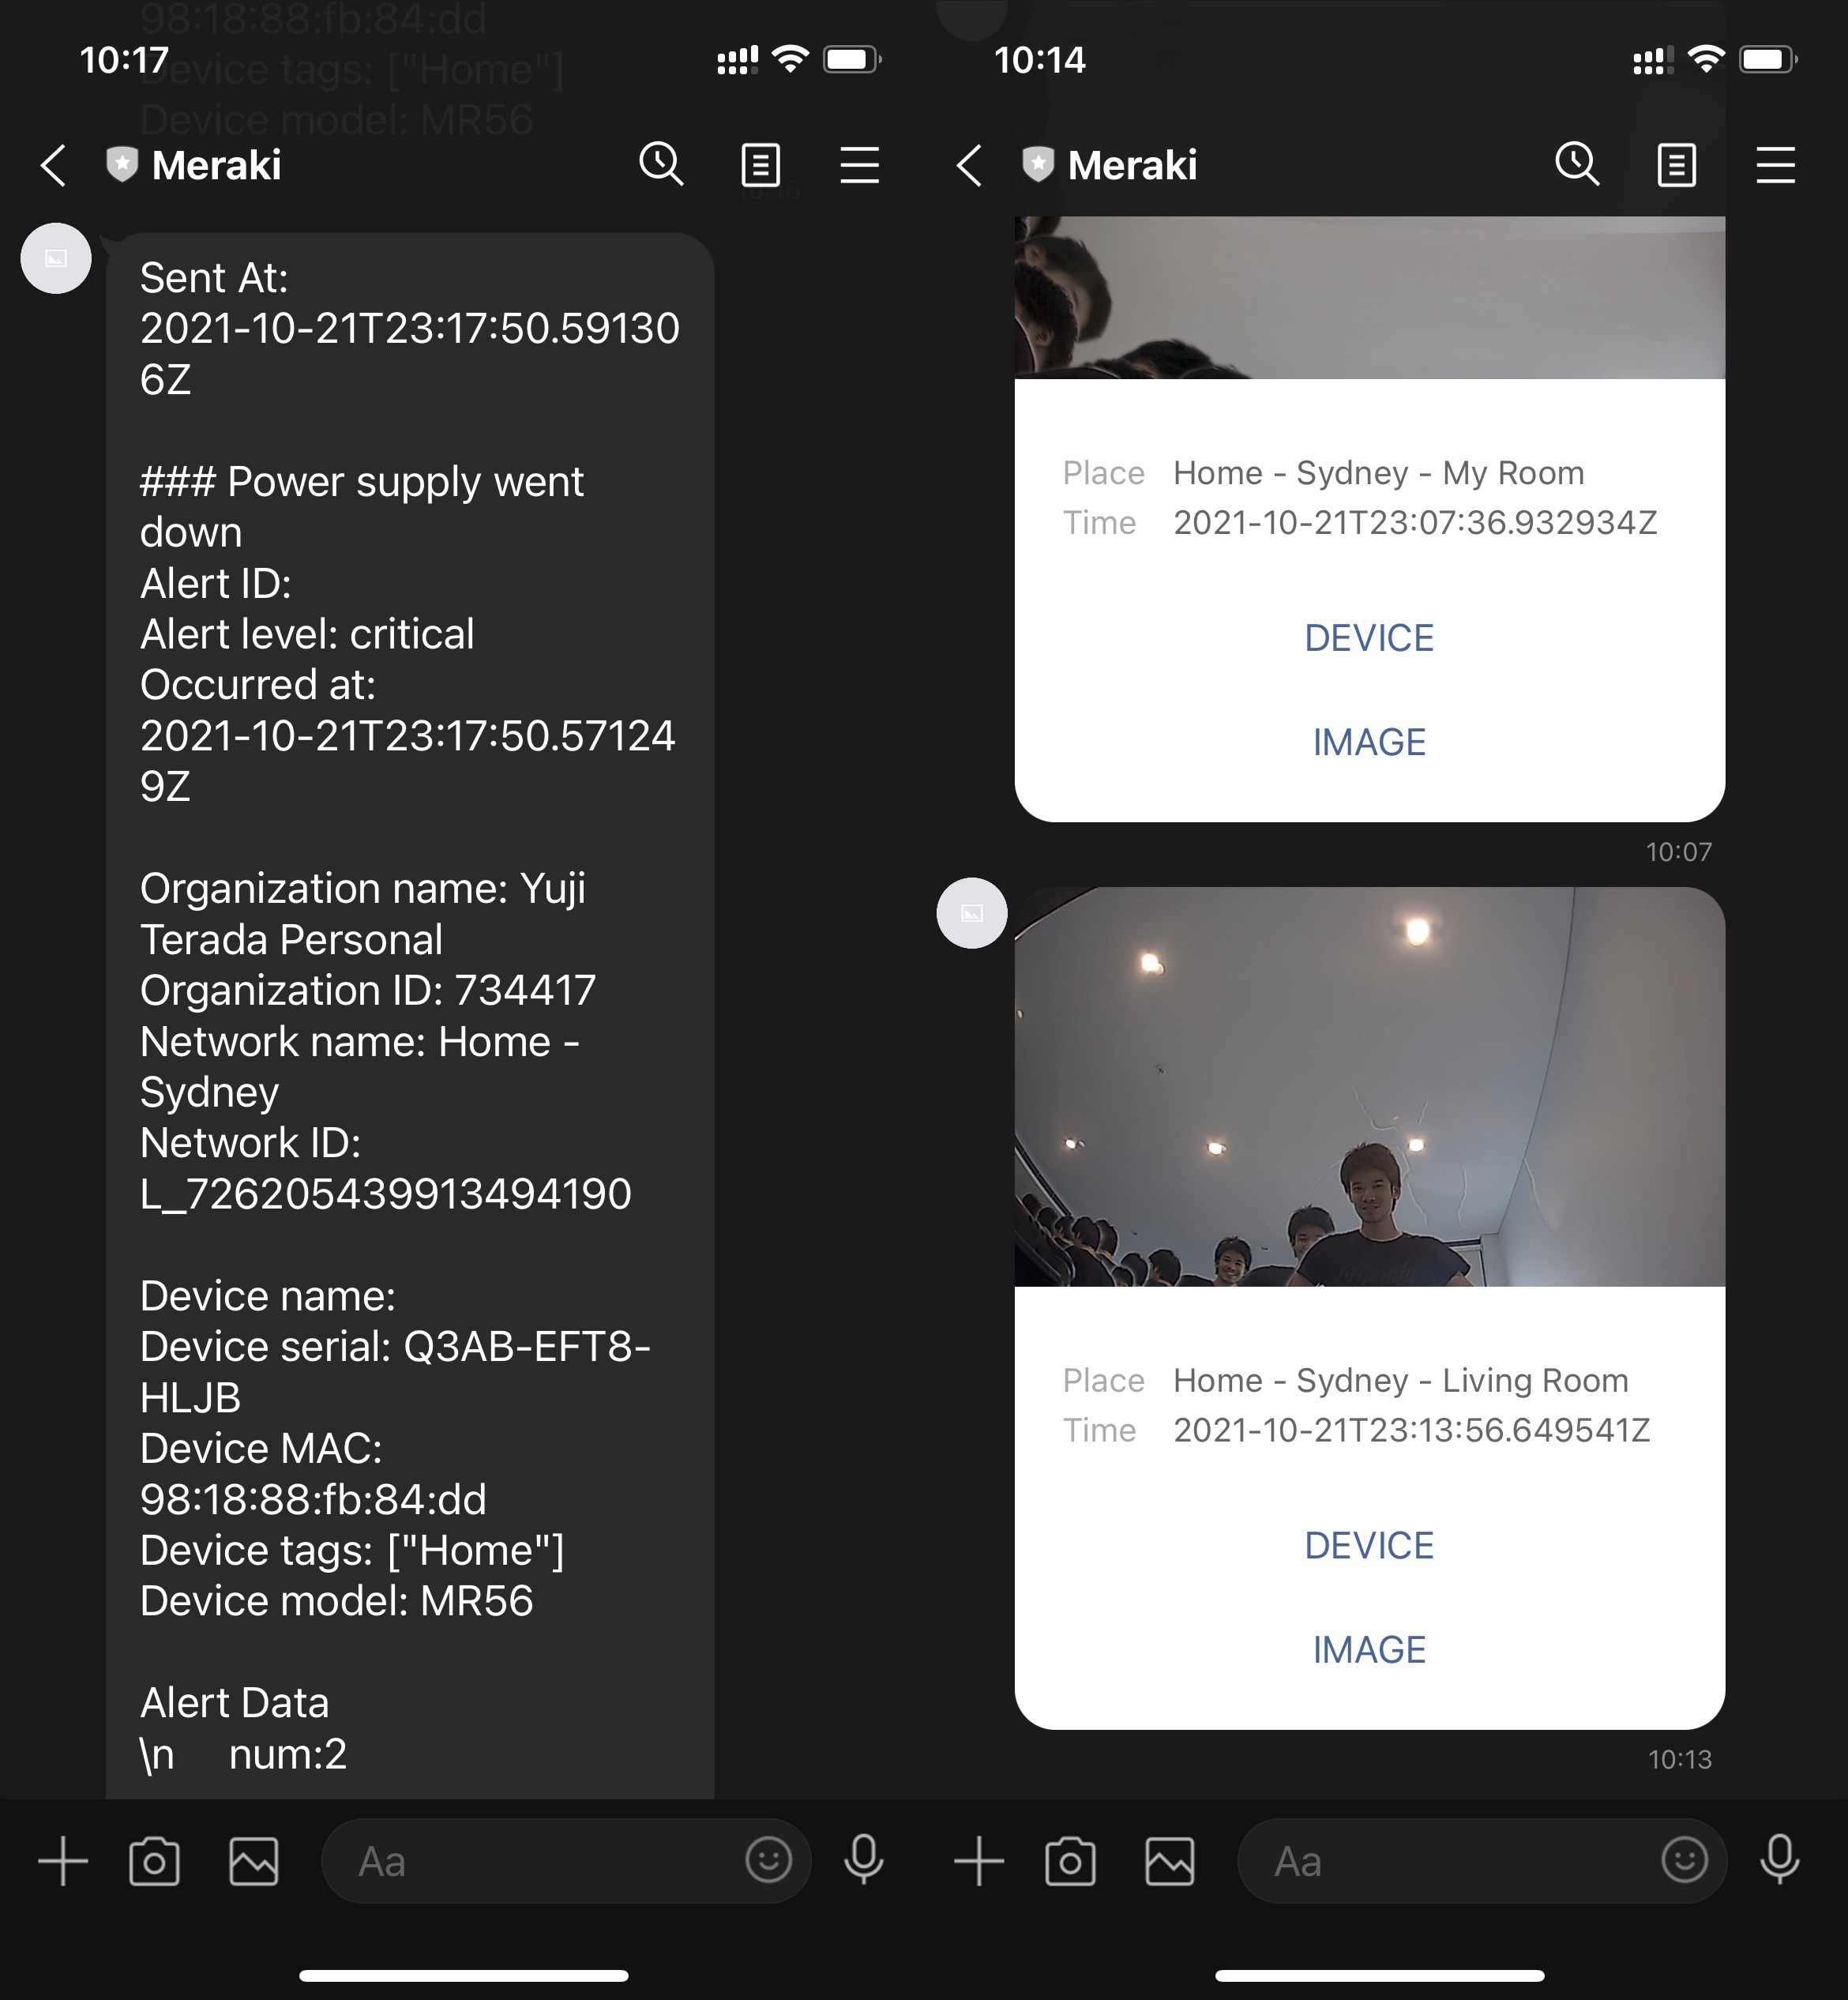 98:18:88:fb:84:dd
10:17
Device tags: ["Home"]
Device model: MR56
Meraki
10:16
Sent At:
2021-10-21T23:17:50.59130
6Z
### Power supply went
down
Alert ID:
Alert level: critical
Occurred at:
2021-10-21T23:17:50.57124
9Z
Organization name: Yuji
Terada Personal
Organization ID: 734417
Network name: Home -
Sydney
Network ID:
L_726205439913494190
Device name:
Device serial: Q3AB-EFT8-
HLJB
Device MAC:
98:18:88:fb:84:dd
Device tags: ["Home"]
Device model: MR56
Alert Data
\n num:2
Aa
10:14
Meraki
Place Home - Sydney - My Room
Time 2021-10-21T23:07:36.932934Z
DEVICE
IMAGE
10:07
Place Home - Sydney - Living Room
Time 2021-10-21T23:13:56.649541Z
DEVICE
IMAGE
10:13
Aa